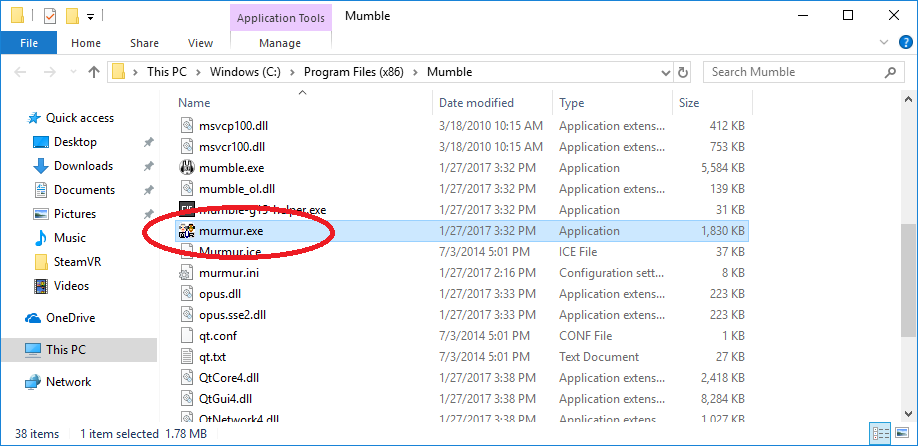 Application Tools Mumble
File Home Share View Manage
This PC Windows (C:) Program Files (x86) Mumble Search Mumble
Name Date modified Type Size
Quick access
Desktop
Downloads
Documents
Pictures
Music
SteamVR
Videos
OneDrive
This PC
Network
msvcp100.dll 3/18/2010 10:15 AM Application extens... 412 KB
msvcr100.dll 3/18/2010 10:15 AM Application extens... 753 KB
mumble.exe 1/27/2017 3:32 PM Application 5,584 KB
mumble_ol.dll 1/27/2017 3:32 PM Application extens... 139 KB
mumble-g15-helper.exe 1/27/2017 3:32 PM Application 31 KB
murmur.exe 1/27/2017 3:32 PM Application 1,830 KB
Murmur.ice 7/3/2014 5:01 PM ICE File 37 KB
murmur.ini 1/27/2017 2:16 PM Configuration sett... 8 KB
opus.dll 1/27/2017 3:33 PM Application extens... 223 KB
opus.sse2.dll 1/27/2017 3:33 PM Application extens... 223 KB
qt.conf 7/3/2014 5:01 PM CONF File 1 KB
qt.txt 7/3/2014 5:01 PM Text Document 27 KB
QtCore4.dll 1/27/2017 3:38 PM Application extens... 2,418 KB
QtGui4.dll 1/27/2017 3:38 PM Application extens... 8,284 KB
QtNetwork4.dll 1/27/2017 3:38 PM Application extens... 1,027 KB
38 items 1 item selected 1.78 MB